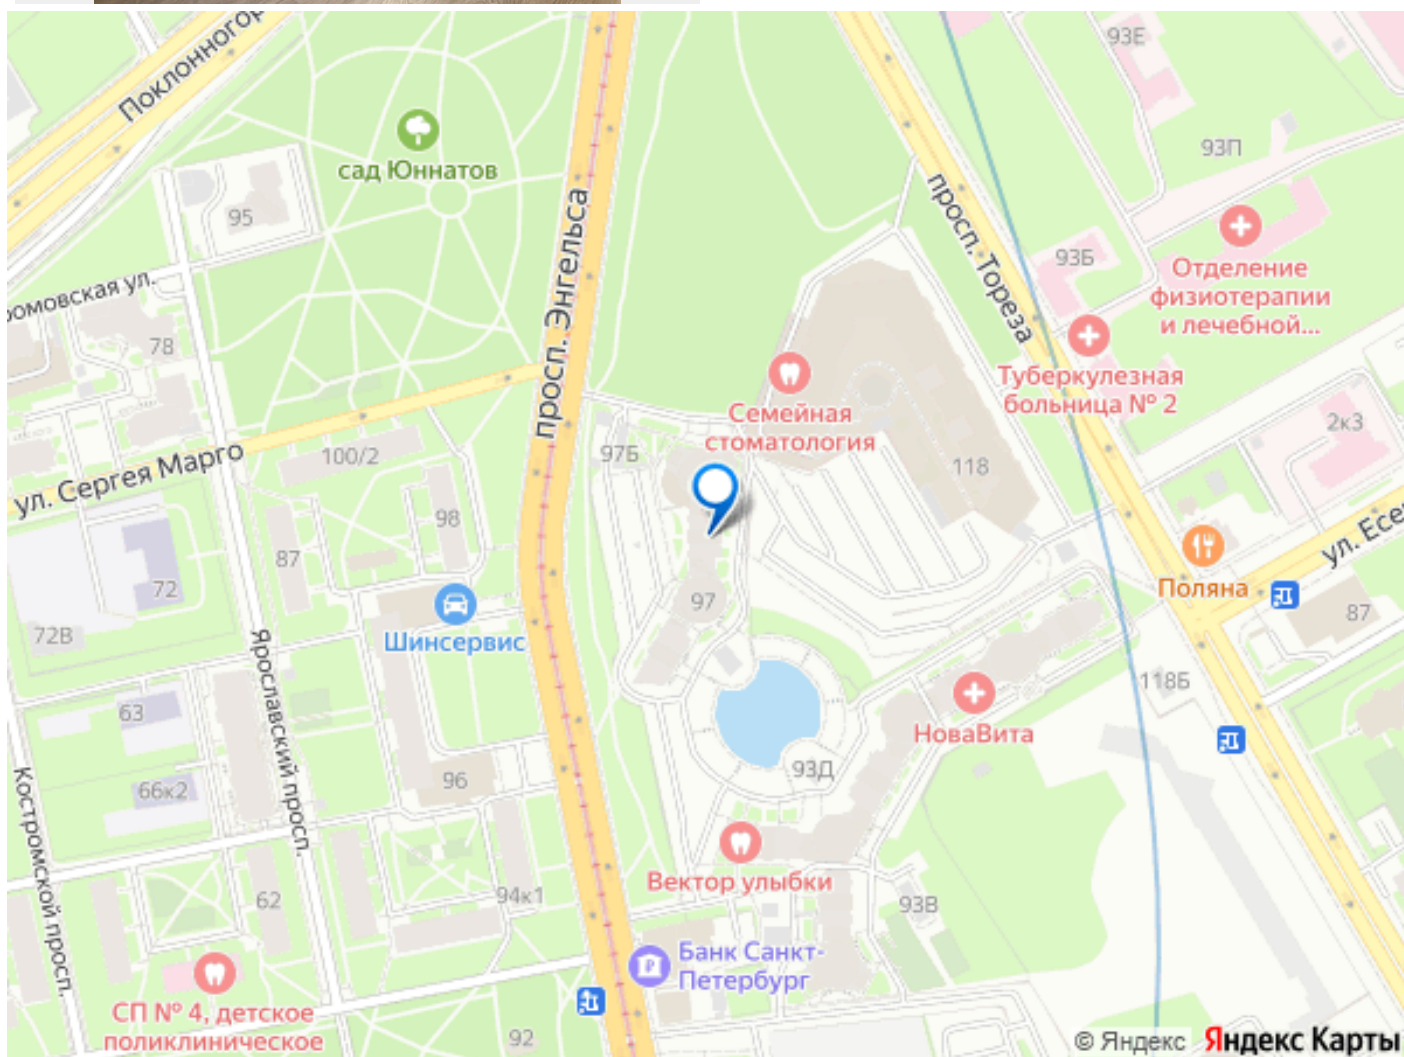 Поклонного
93Е
93П
сад Юннатов
95
просп. Энгельса
просп. Тореза
93Б
Отделение
физиотерапии
и лечебной...
ромовская ул.
78
Туберкулезная
больница № 2
Семейная
стоматология
2к3
100/2
97Б
118
ул. Сергея Марго
98
87
ул. Есе
Поляна
72
97
87
72В
Шинсервис
Ярославский просп.
118Б
63
НоваВита
93Д
66к2
96
Костромской просп.
Вектор улыбки
62
94к1
93В
Банк Санкт-
Петербург
СП № 4, детское
поликлиническое
92
© Яндекс Яндекс Карты